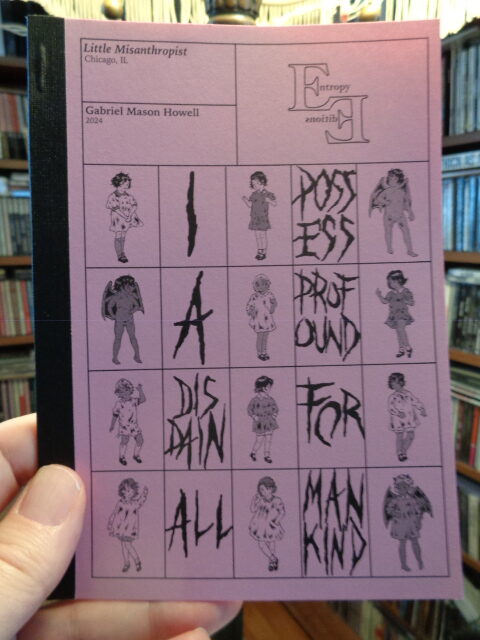 Little Misanthropist
Chicago, IL
Gabriel Mason Howell
2024
Entropy
Editions
I
POSS
ESS
A
PROF
OUND
DIS
DAIN
FOR
ALL
MAN
KIND